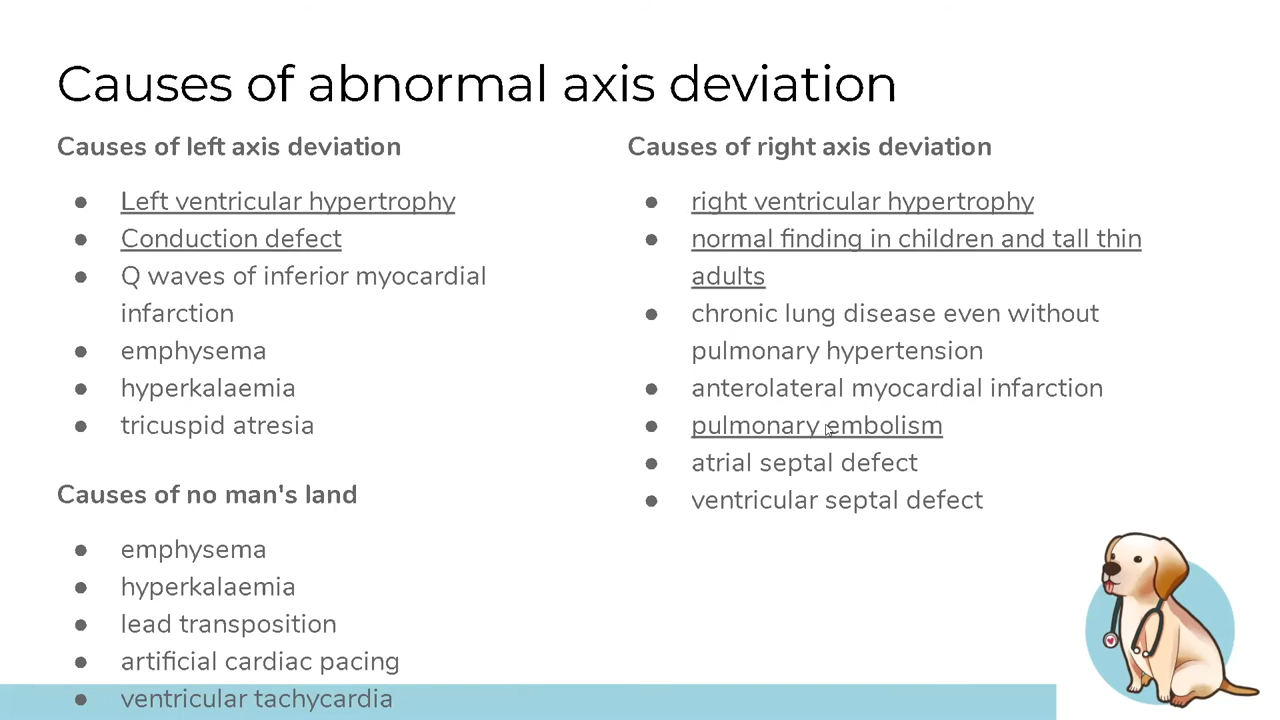 Causes of abnormal axis deviation
Causes of left axis deviation
● Left ventricular hypertrophy
● Conduction defect
● Q waves of inferior myocardial
infarction
● emphysema
● hyperkalaemia
● tricuspid atresia
Causes of no man's land
● emphysema
● hyperkalaemia
● lead transposition
● artificial cardiac pacing
● ventricular tachycardia
Causes of right axis deviation
● right ventricular hypertrophy
● normal finding in children and tall thin
adults
● chronic lung disease even without
pulmonary hypertension
● anterolateral myocardial infarction
● pulmonary embolism
● atrial septal defect
● ventricular septal defect